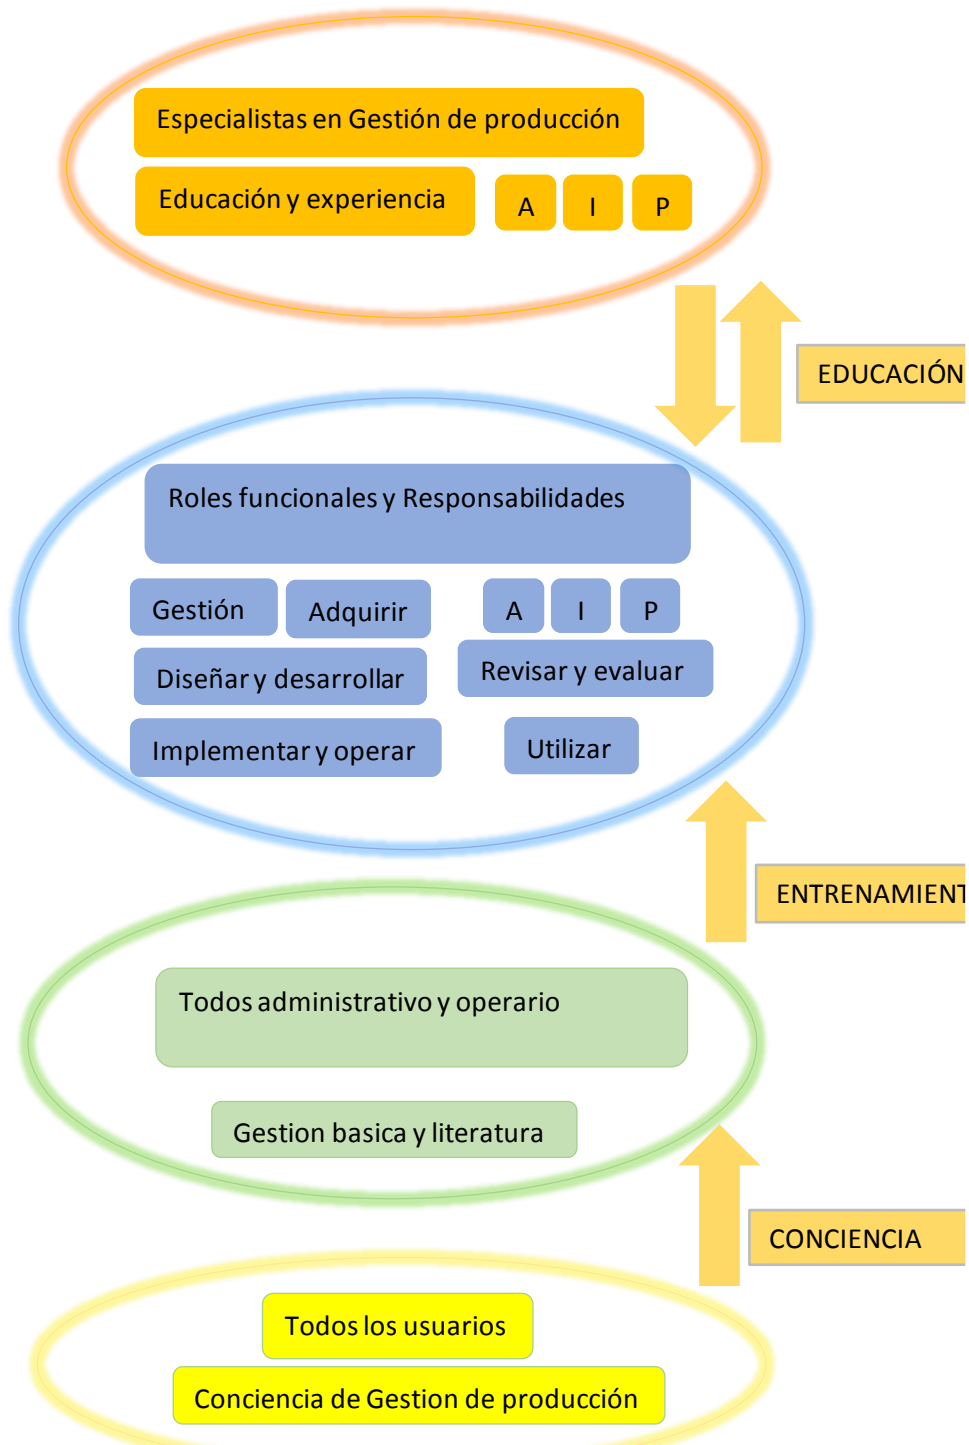 Especialistas en Gestión de producción
Educación y experiencia
A I P
EDUCACIÓN
Roles funcionales y Responsabilidades
Gestión
Adquirir
A I P
Diseñar y desarrollar
Revisar y evaluar
Implementar y operar
Utilizar
ENTRENAMIENT
Todos administrativo y operario
Gestion basica y literatura
CONCIENCIA
Todos los usuarios
Conciencia de Gestion de producción